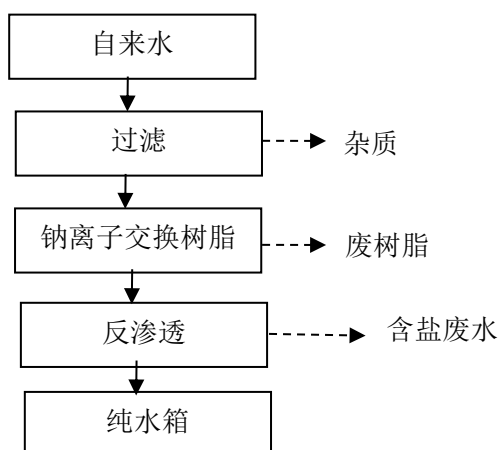 自来水
过滤
杂质
钠离子交换树脂
废树脂
反渗透
含盐废水
纯水箱